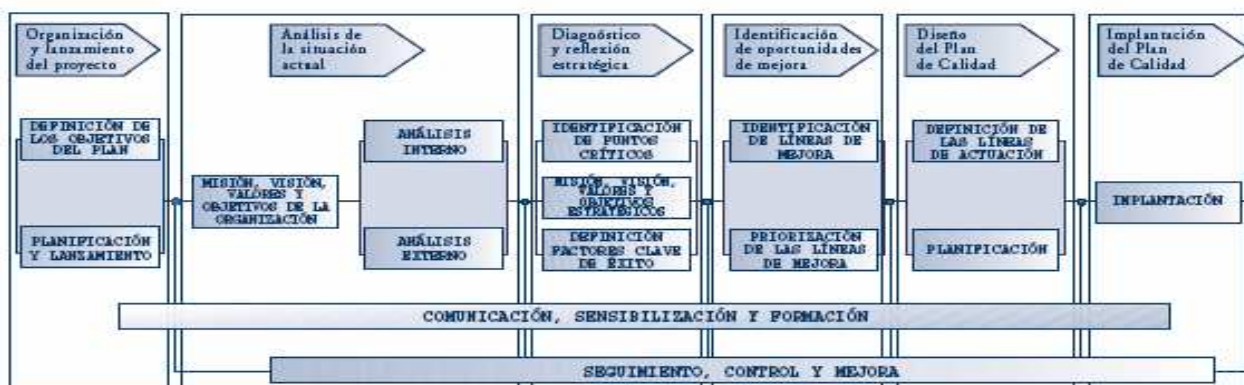 Organización
y lanzamiento
del proyecto
Análisis de
la situación
actual
Diagnóstico
y reflexión
estratégica
Identificación
de oportunidades
de mejora
Diseño
del Plan
de Calidad
Implantación
del Plan
de Calidad
DEFINICIÓN DE
LOS OBJETIVOS
DEL PLAN
PLANIFICACIÓN
Y LANZAMIENTO
MISIÓN, VISIÓN,
VALORES Y
OBJETIVOS DE LA
ORGANIZACIÓN
ANÁLISIS
INTERNO
ANÁLISIS
EXTERNO
IDENTIFICACIÓN
DE PUNTOS
CRÍTICOS
MISIÓN, VISIÓN,
VALORES Y
OBJETIVOS
ESTRATÉGICOS
DEFINICIÓN
FACTORES CLAVE
DE ÉXITO
IDENTIFICACIÓN
DE LÍNEAS DE
MEJORA
PRIORIZACIÓN
DE LAS LÍNEAS
DE MEJORA
DEFINICIÓN DE
LAS LÍNEAS
DE ACTUACIÓN
PLANIFICACIÓN
IMPLANTACIÓN
COMUNICACIÓN, SENSIBILIZACIÓN Y FORMACIÓN
SEGUIMIENTO, CONTROL Y MEJORA